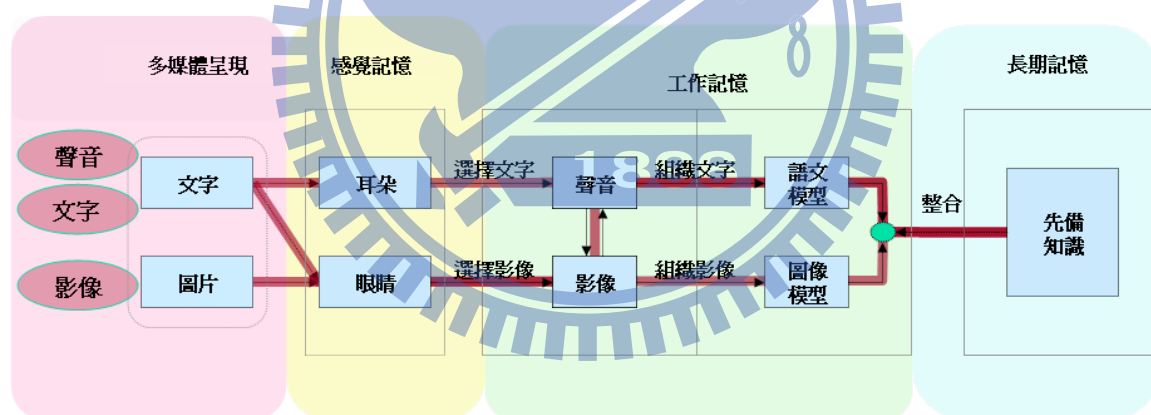 多媒體呈現
感覺記憶
工作記憶
長期記憶
聲音
文字
影像
文字
圖片
耳朵
眼睛
選擇文字
選擇影像
聲音
影像
組織文字
組織影像
語文
模型
圖像
模型
整合
先備
知識